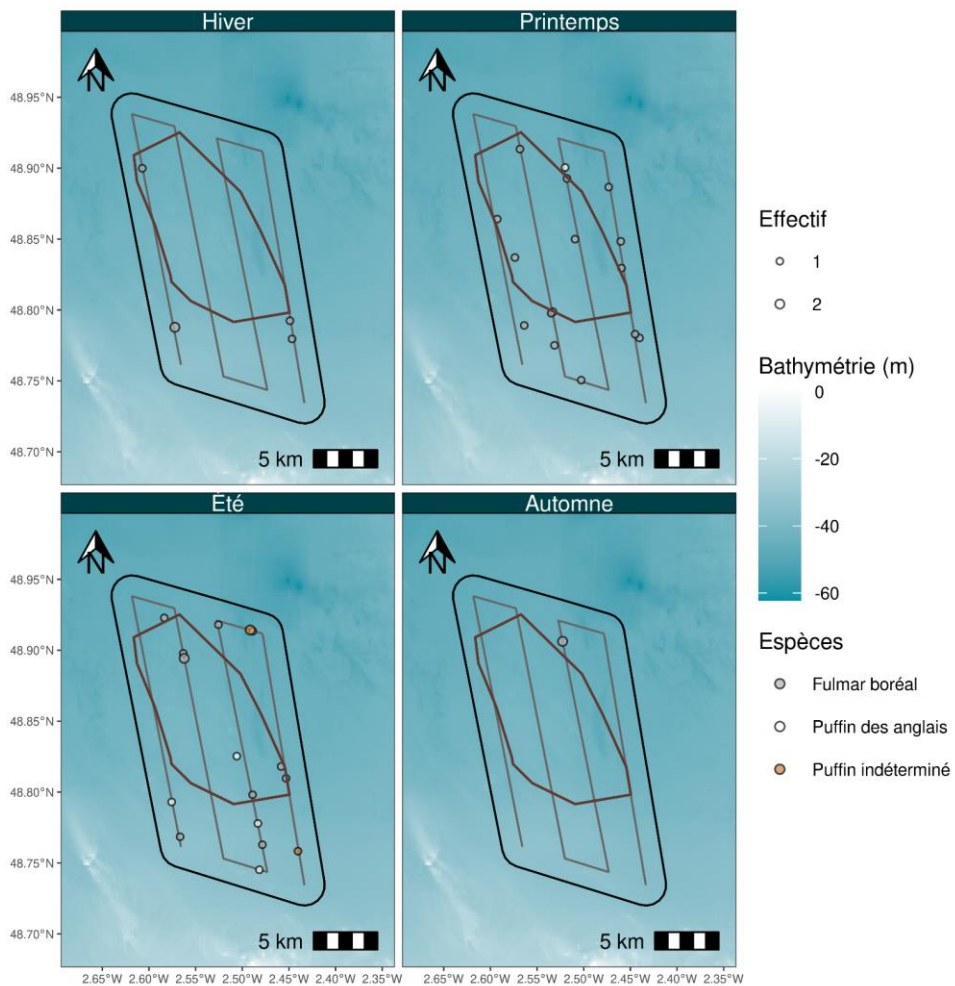 Hiver
Printemps
N
N
48.95°N
48.90°N
48.85°N
48.80°N
48.75°N
48.70°N
5 km
5 km
Été
Automne
N
N
48.95°N
48.90°N
48.85°N
48.80°N
48.75°N
48.70°N
5 km
5 km
2.65°W 2.60°W 2.55°W 2.50°W 2.45°W 2.40°W 2.35°W
2.65°W 2.60°W 2.55°W 2.50°W 2.45°W 2.40°W 2.35°W
Effectif
1
2
Bathymétrie (m)
0
-20
-40
-60
Espèces
Fulmar boréal
Puffin des anglais
Puffin indéterminé